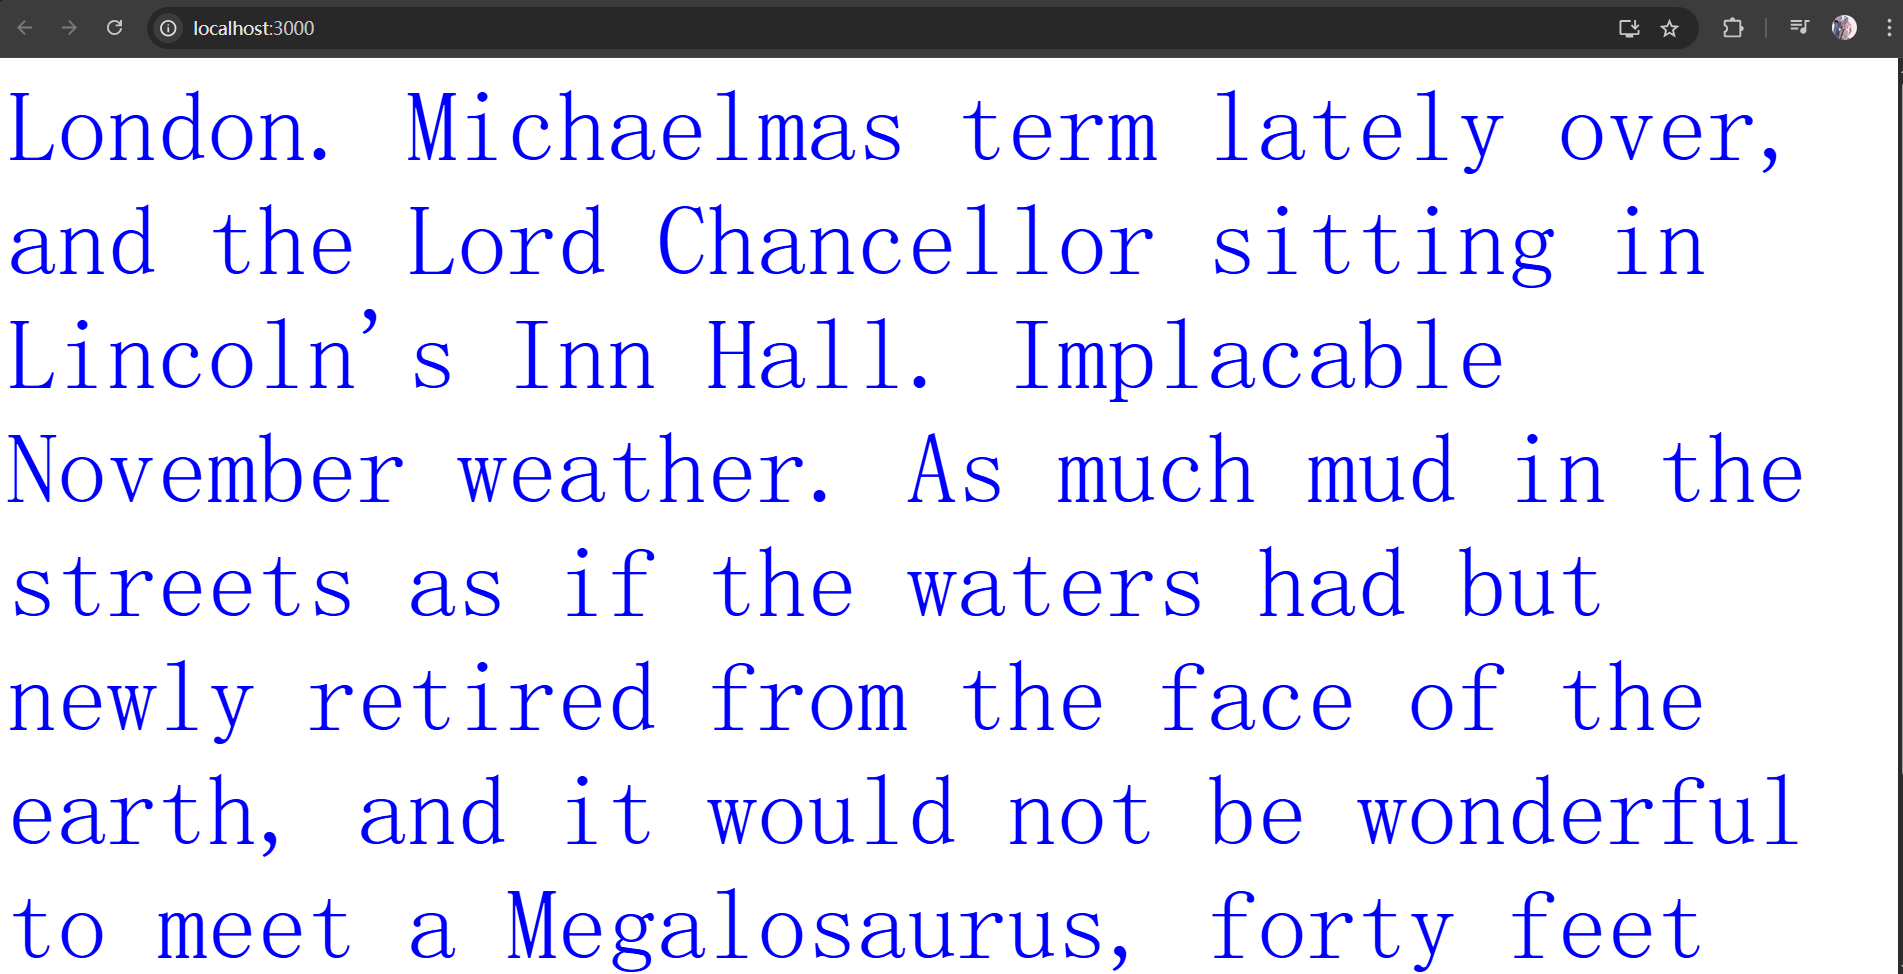 localhost:3000
London. Michaelmas term lately over,
and the Lord Chancellor sitting in
Lincoln's Inn Hall. Implacable
November weather. As much mud in the
streets as if the waters had but
newly retired from the face of the
earth, and it would not be wonderful
to meet a Megalosaurus, forty feet